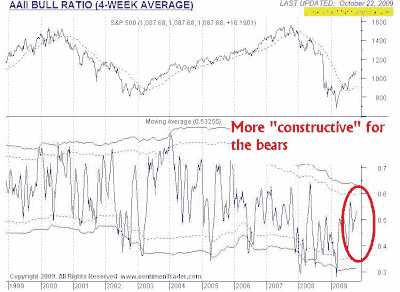 AAII BULL RATIO (4-WEEK AVERAGE)
LAST UPDATED: October 22, 2009
S&P 500 (1,087.68, 1,087.68, 1,087.68, +16.1901)
1600
1400
1200
1000
800
Moving Average (0.53255)
More "constructive" for
the bears
0.7
0.6
0.5
0.4
0.3
Copyright 2009, All Rights Reserved. www.sentimenTrader.com
1999 2000 2001 2002 2003 2004 2005 2006 2007 2008 2009